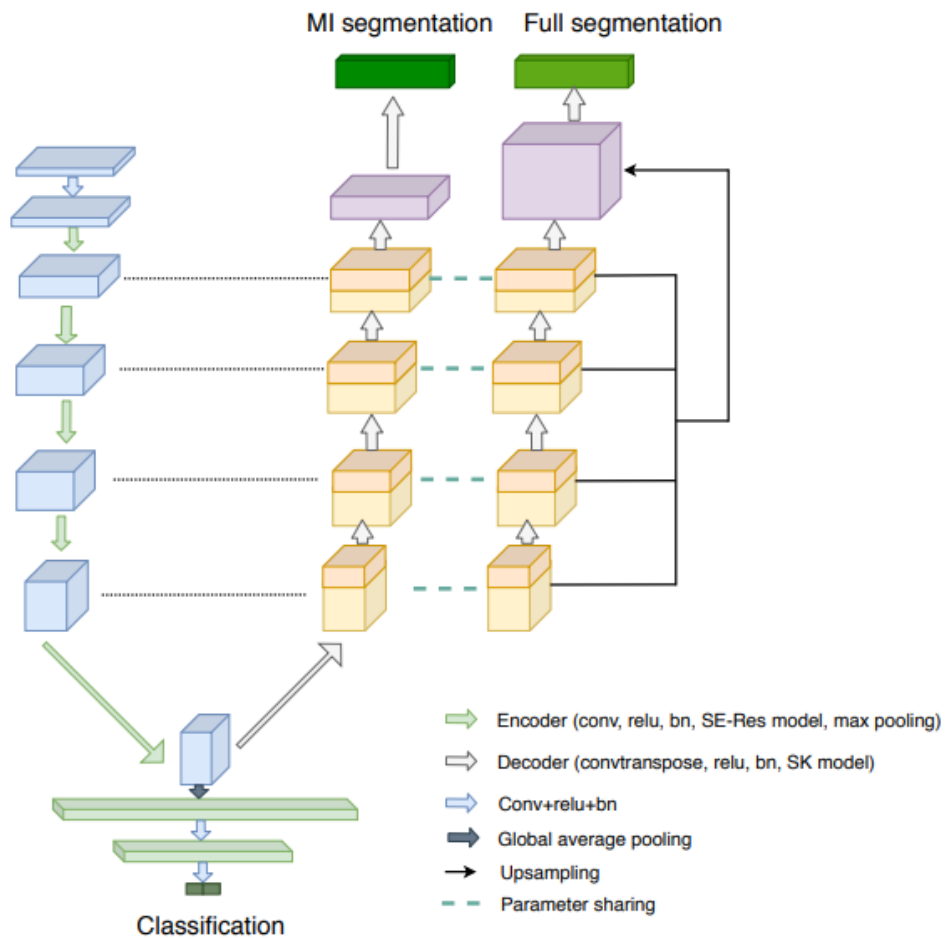 MI segmentation
Full segmentation
Encoder (conv, relu, bn, SE-Res model, max pooling)
Decoder (convtranspose, relu, bn, SK model)
Conv+relu+bn
Global average pooling
Upsampling
Parameter sharing
Classification